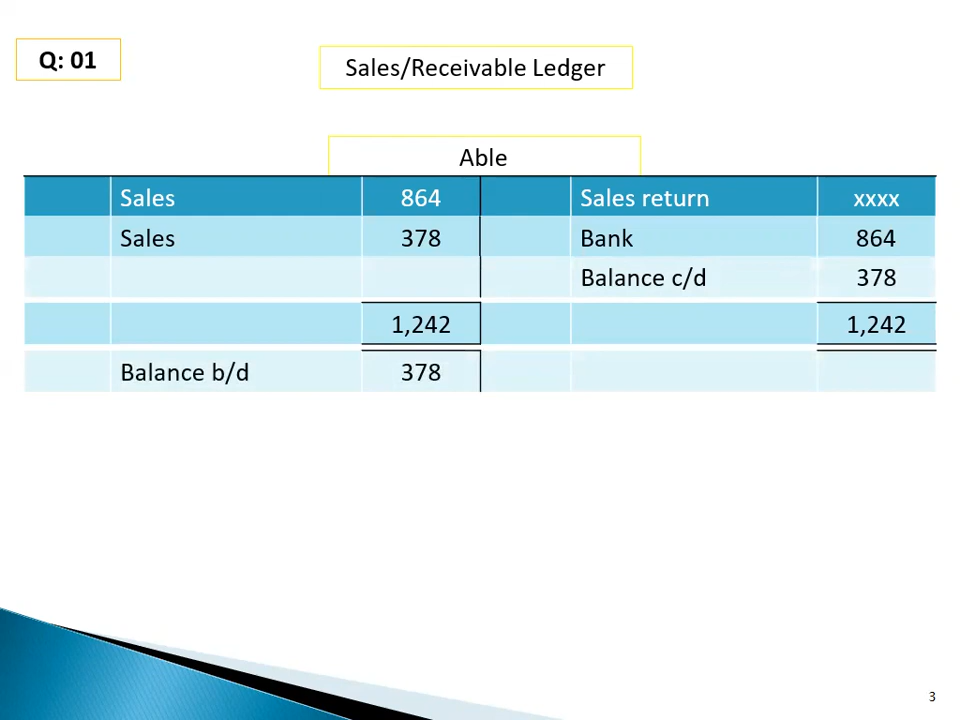 Q: 01
Sales/Receivable Ledger
Able
Sales 864 Sales return xxxx
Sales 378 Bank 864
Balance c/d 378
1,242 1,242
Balance b/d 378
3